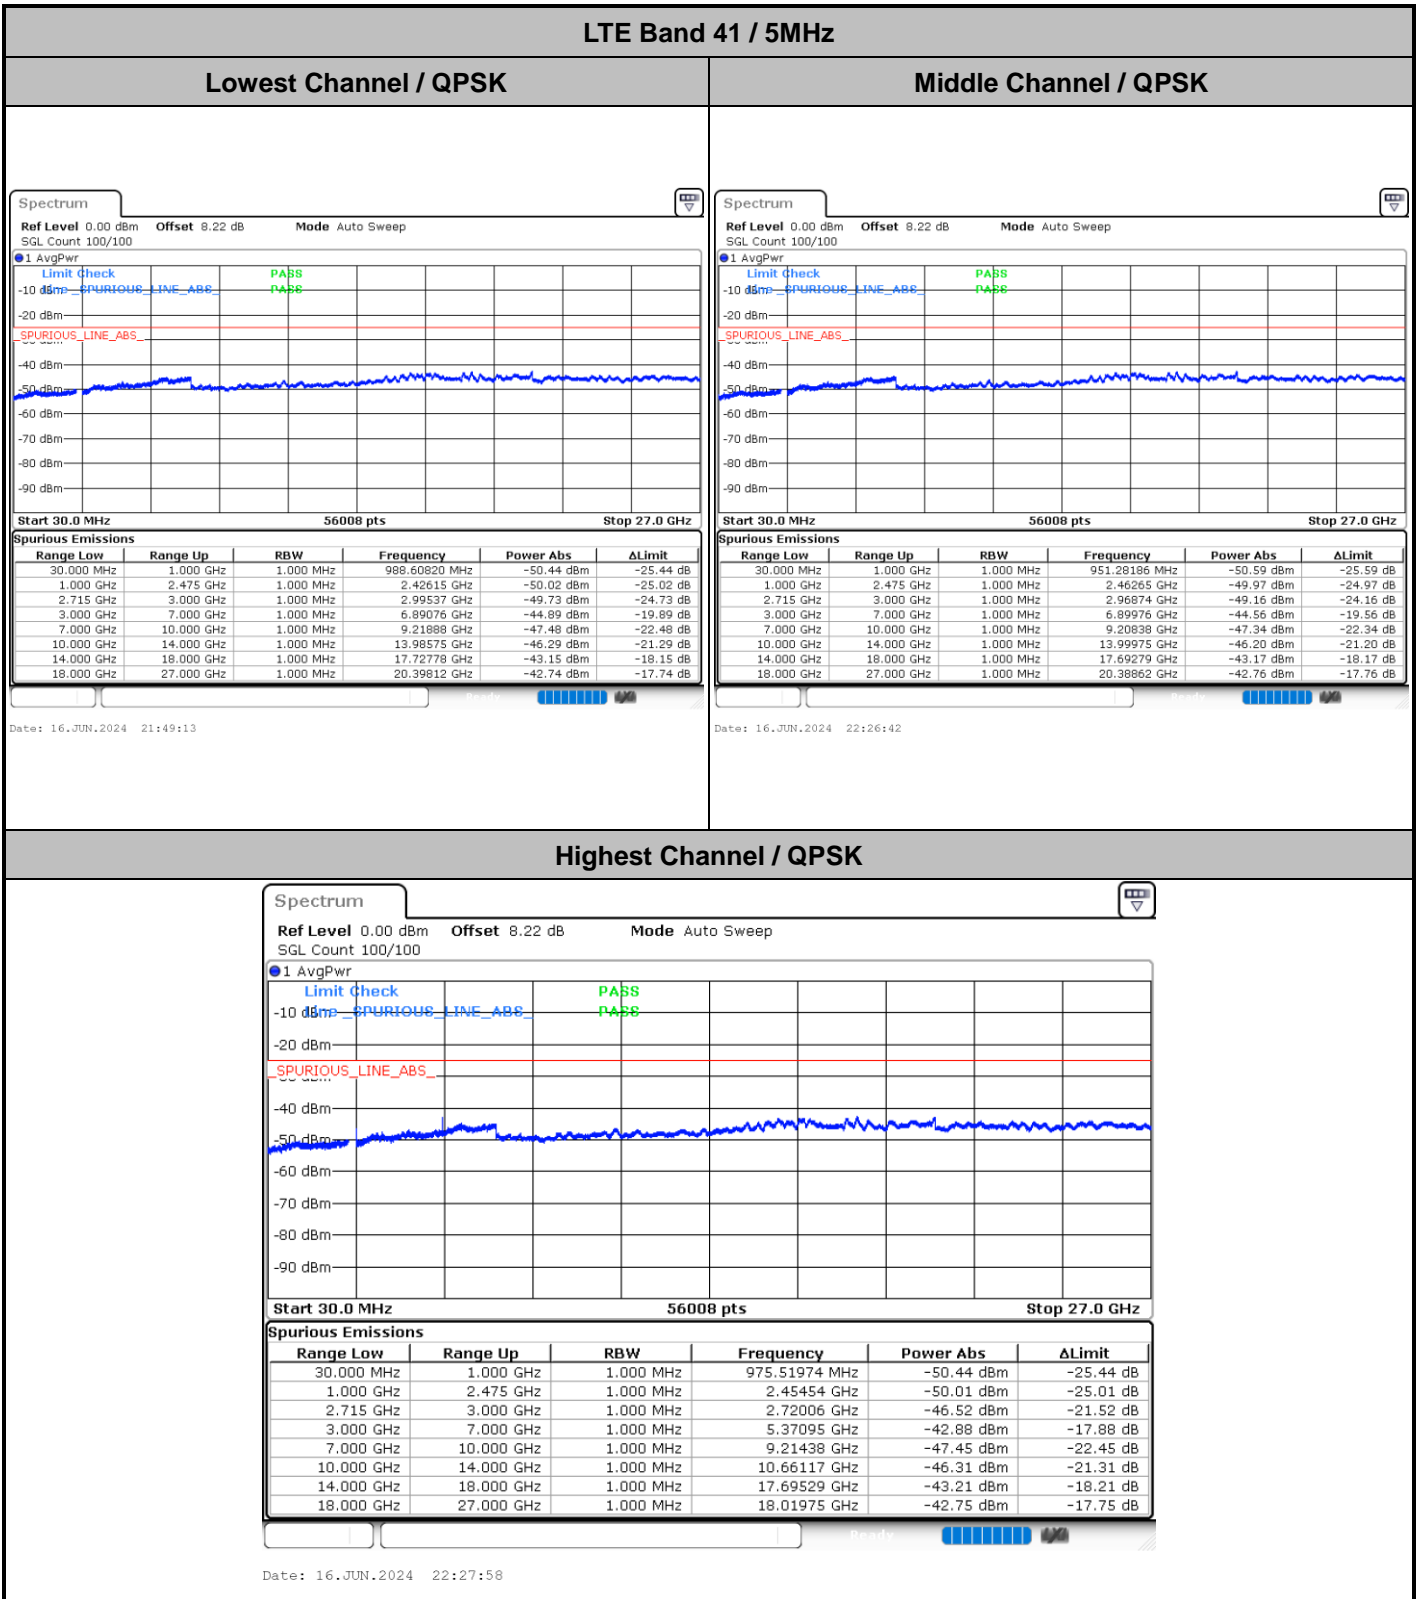 LTE Band 41 / 5MHz
Lowest Channel / QPSK
Middle Channel / QPSK
Spectrum
Ref Level 0.00 dBm Offset 8.22 dB Mode Auto Sweep
SGL Count 100/100
1 AvgPwr
Limit Check PASS
Line _SPURIOUS_LINE_ABS_ PASS
-10 dBm
-20 dBm
_SPURIOUS_LINE_ABS_
-40 dBm
-50 dBm
-60 dBm
-70 dBm
-80 dBm
-90 dBm
Start 30.0 MHz 56008 pts Stop 27.0 GHz
Spurious Emissions
Range Low Range Up RBW Frequency Power Abs ΔLimit
30.000 MHz 1.000 GHz 1.000 MHz 988.60820 MHz -50.44 dBm -25.44 dB
1.000 GHz 2.475 GHz 1.000 MHz 2.42615 GHz -50.02 dBm -25.02 dB
2.715 GHz 3.000 GHz 1.000 MHz 2.99537 GHz -49.73 dBm -24.73 dB
3.000 GHz 7.000 GHz 1.000 MHz 6.89076 GHz -44.89 dBm -19.89 dB
7.000 GHz 10.000 GHz 1.000 MHz 9.21888 GHz -47.48 dBm -22.48 dB
10.000 GHz 14.000 GHz 1.000 MHz 13.98575 GHz -46.29 dBm -21.29 dB
14.000 GHz 18.000 GHz 1.000 MHz 17.72778 GHz -43.15 dBm -18.15 dB
18.000 GHz 27.000 GHz 1.000 MHz 20.39812 GHz -42.74 dBm -17.74 dB
Ready
Date: 16.JUN.2024 21:49:13
Spectrum
Ref Level 0.00 dBm Offset 8.22 dB Mode Auto Sweep
SGL Count 100/100
1 AvgPwr
Limit Check PASS
Line _SPURIOUS_LINE_ABS_ PASS
-10 dBm
-20 dBm
_SPURIOUS_LINE_ABS_
-40 dBm
-50 dBm
-60 dBm
-70 dBm
-80 dBm
-90 dBm
Start 30.0 MHz 56008 pts Stop 27.0 GHz
Spurious Emissions
Range Low Range Up RBW Frequency Power Abs ΔLimit
30.000 MHz 1.000 GHz 1.000 MHz 951.28186 MHz -50.59 dBm -25.59 dB
1.000 GHz 2.475 GHz 1.000 MHz 2.46265 GHz -49.97 dBm -24.97 dB
2.715 GHz 3.000 GHz 1.000 MHz 2.96874 GHz -49.16 dBm -24.16 dB
3.000 GHz 7.000 GHz 1.000 MHz 6.89976 GHz -44.56 dBm -19.56 dB
7.000 GHz 10.000 GHz 1.000 MHz 9.20838 GHz -47.34 dBm -22.34 dB
10.000 GHz 14.000 GHz 1.000 MHz 13.99975 GHz -46.20 dBm -21.20 dB
14.000 GHz 18.000 GHz 1.000 MHz 17.69279 GHz -43.17 dBm -18.17 dB
18.000 GHz 27.000 GHz 1.000 MHz 20.38862 GHz -42.76 dBm -17.76 dB
Ready
Date: 16.JUN.2024 22:26:42
Highest Channel / QPSK
Spectrum
Ref Level 0.00 dBm Offset 8.22 dB Mode Auto Sweep
SGL Count 100/100
1 AvgPwr
Limit Check PASS
Line _SPURIOUS_LINE_ABS_ PASS
-10 dBm
-20 dBm
_SPURIOUS_LINE_ABS_
-40 dBm
-50 dBm
-60 dBm
-70 dBm
-80 dBm
-90 dBm
Start 30.0 MHz 56008 pts Stop 27.0 GHz
Spurious Emissions
Range Low Range Up RBW Frequency Power Abs ΔLimit
30.000 MHz 1.000 GHz 1.000 MHz 975.51974 MHz -50.44 dBm -25.44 dB
1.000 GHz 2.475 GHz 1.000 MHz 2.45454 GHz -50.01 dBm -25.01 dB
2.715 GHz 3.000 GHz 1.000 MHz 2.72006 GHz -46.52 dBm -21.52 dB
3.000 GHz 7.000 GHz 1.000 MHz 5.37095 GHz -42.88 dBm -17.88 dB
7.000 GHz 10.000 GHz 1.000 MHz 9.21438 GHz -47.45 dBm -22.45 dB
10.000 GHz 14.000 GHz 1.000 MHz 10.66117 GHz -46.31 dBm -21.31 dB
14.000 GHz 18.000 GHz 1.000 MHz 17.69529 GHz -43.21 dBm -18.21 dB
18.000 GHz 27.000 GHz 1.000 MHz 18.01975 GHz -42.75 dBm -17.75 dB
Ready
Date: 16.JUN.2024 22:27:58